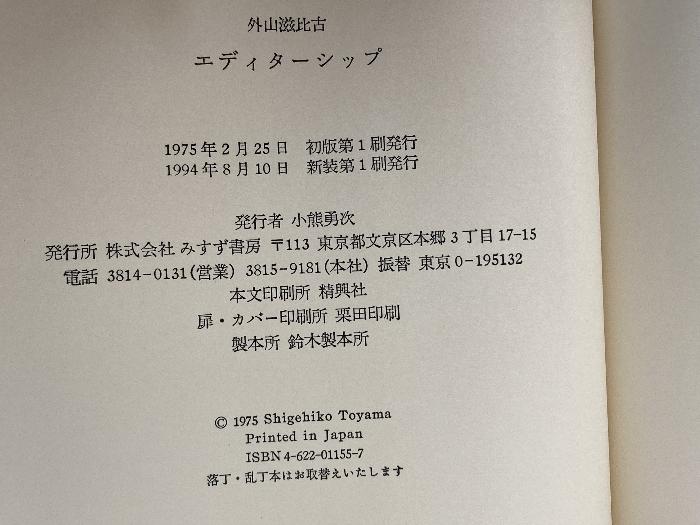 外山滋比古
エディターシップ
1975年2月25日 初版第1刷発行
1994年8月10日 新装第1刷発行
発行者 小熊勇次
発行所 株式会社 みすず書房 〒113 東京都文京区本郷3丁目17-15
電話 3814-0131(営業) 3815-9181(本社) 振替 東京0-195132
本文印刷所 精興社
扉・カバー印刷所 栗田印刷
製本所 鈴木製本所
© 1975 Shigehiko Toyama
Printed in Japan
ISBN 4-622-01155-7
落丁・乱丁本はお取替えいたします